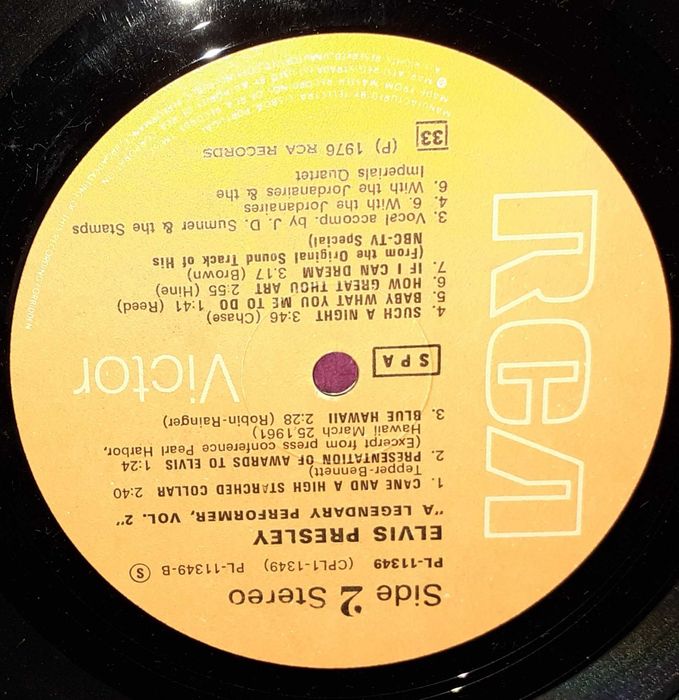 RCA
Side 2 Stereo
PL-11349 (CPL1-1349) PL-11349-B S
ELVIS PRESLEY
"A LEGENDARY PERFORMER, VOL. 2"
1. CANE AND A HIGH STARCHED COLLAR 2:40
Tepper-Bennett)
2. PRESENTATION OF AWARDS TO ELVIS 1:24
(Excerpt from press conference Pearl Harbor,
Hawaii March 25,1961)
3. BLUE HAWAII 2:28 (Robin-Rainger)
SPA
Victor
4. SUCH A NIGHT 3:46 (Chase)
5. BABY WHAT YOU ME TO DO 1:41 (Reed)
6. HOW GREAT THOU ART 2:55 (Hine)
7. IF I CAN DREAM 3.17 (Brown)
(From the Original Sound Track of His
NBC-TV Special)
3. Vocal accomp. by J. D. Sumner & the Stamps
4. 6. With the Jordanaires
6. With the Jordanaires & the
Imperials Quartet
33 (P) 1976 RCA RECORDS